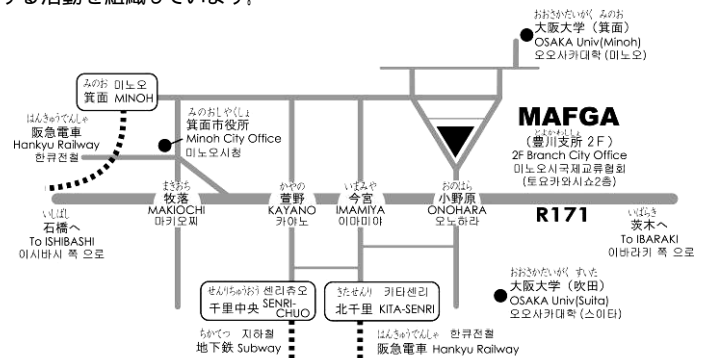 する活動を組織しています。
おおさかだいがく みのお
大阪大学（箕面）
OSAKA Univ(Minoh)
오오사카대학 (미노오)
みのお 미노오
箕面 MINOH
はんきゅうでんしゃ
阪急電車
Hankyu Railway
한큐전철
みのおしやくしょ
箕面市役所
Minoh City Office
미노오시청
MAFGA
とよかわししょ
（豊川支所 2F）
2F Branch City Office
미노오시국제교류협회
(토요카와시쇼2층)
まきおち
牧落
MAKIOCHI
마키오찌
かやの
萱野
KAYANO
카야노
いまみや
今宮
IMAMIYA
이마미야
おのはら
小野原
ONOHARA
오노하라
R171
いしばし
石橋へ
To ISHIBASHI
이시바시 쪽 으로
いばらき
茨木へ
To IBARAKI
이바라키 쪽 으로
せんりちゅうおう 센리츄오
千里中央 SENRI-CHUO
きたせんり 키타센리
北千里 KITA-SENRI
おおさかだいがく すいた
大阪大学（吹田）
OSAKA Univ(Suita)
오오사카대학 (스이타)
ちかてつ 지하철
地下鉄 Subway
はんきゅうでんしゃ 한큐전철
阪急電車 Hankyu Railway